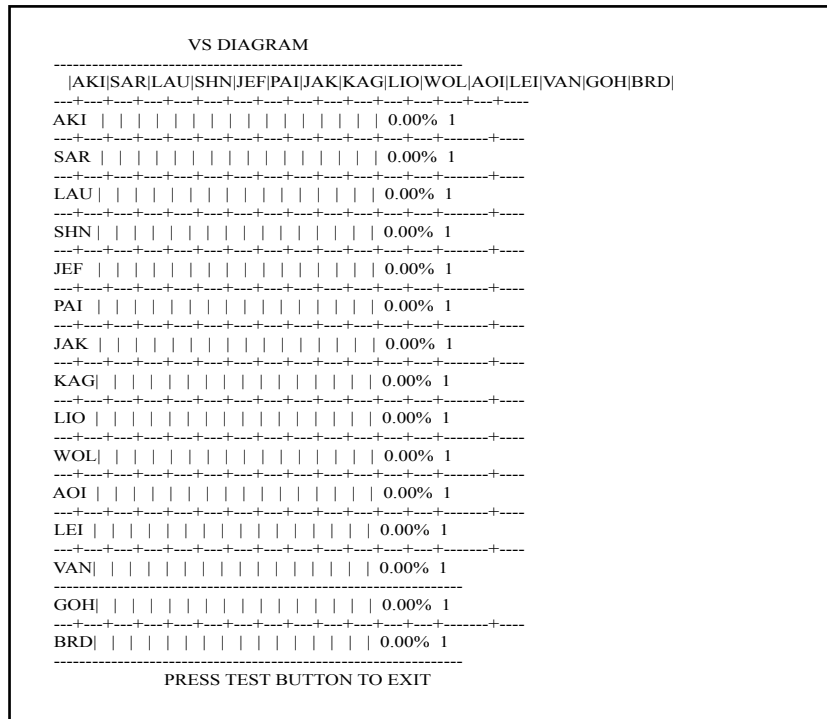 VS DIAGRAM
----------------------------------------------------------------
|AKI|SAR|LAU|SHN|JEF|PAI|JAK|KAG|LIO|WOL|AOI|LEI|VAN|GOH|BRD|
---+---+---+---+---+---+---+---+---+---+---+---+---+----
AKI | | | | | | | | | | | | | | | 0.00% 1
---+---+---+---+---+---+---+---+---+---+---+-------+----
SAR | | | | | | | | | | | | | | | 0.00% 1
---+---+---+---+---+---+---+---+---+---+---+-------+----
LAU | | | | | | | | | | | | | | | 0.00% 1
---+---+---+---+---+---+---+---+---+---+---+-------+----
SHN | | | | | | | | | | | | | | | 0.00% 1
---+---+---+---+---+---+---+---+---+---+---+-------+----
JEF | | | | | | | | | | | | | | | 0.00% 1
---+---+---+---+---+---+---+---+---+---+---+-------+----
PAI | | | | | | | | | | | | | | | 0.00% 1
---+---+---+---+---+---+---+---+---+---+---+-------+----
JAK | | | | | | | | | | | | | | | 0.00% 1
---+---+---+---+---+---+---+---+---+---+---+-------+----
KAG| | | | | | | | | | | | | | | 0.00% 1
---+---+---+---+---+---+---+---+---+---+---+-------+----
LIO | | | | | | | | | | | | | | | 0.00% 1
---+---+---+---+---+---+---+---+---+---+---+-------+----
WOL| | | | | | | | | | | | | | | 0.00% 1
---+---+---+---+---+---+---+---+---+---+---+-------+----
AOI | | | | | | | | | | | | | | | 0.00% 1
---+---+---+---+---+---+---+---+---+---+---+-------+----
LEI | | | | | | | | | | | | | | | 0.00% 1
---+---+---+---+---+---+---+---+---+---+---+-------+----
VAN| | | | | | | | | | | | | | | 0.00% 1
----------------------------------------------------------------
GOH| | | | | | | | | | | | | | | 0.00% 1
---+---+---+---+---+---+---+---+---+---+---+-------+----
BRD| | | | | | | | | | | | | | | 0.00% 1
----------------------------------------------------------------
PRESS TEST BUTTON TO EXIT